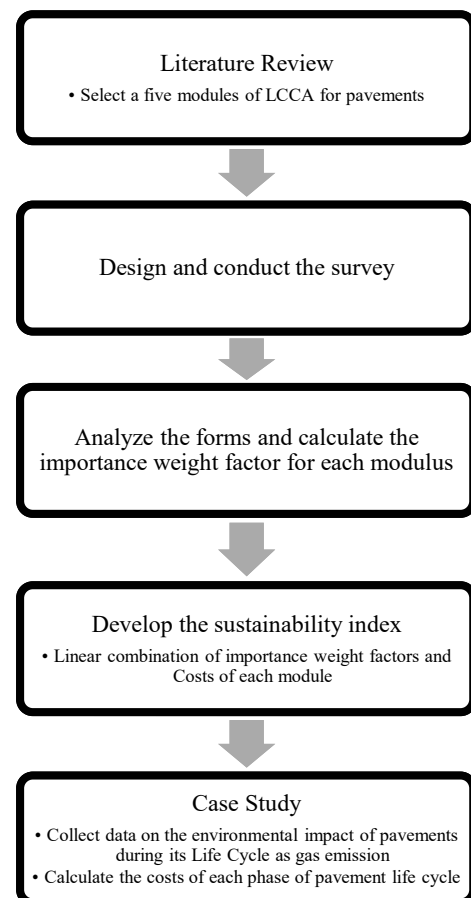 Literature Review
• Select a five modules of LCCA for pavements
Design and conduct the survey
Analyze the forms and calculate the
importance weight factor for each modulus
Develop the sustainability index
• Linear combination of importance weight factors and
Costs of each module
Case Study
• Collect data on the environmental impact of pavements
during its Life Cycle as gas emission
• Calculate the costs of each phase of pavement life cycle